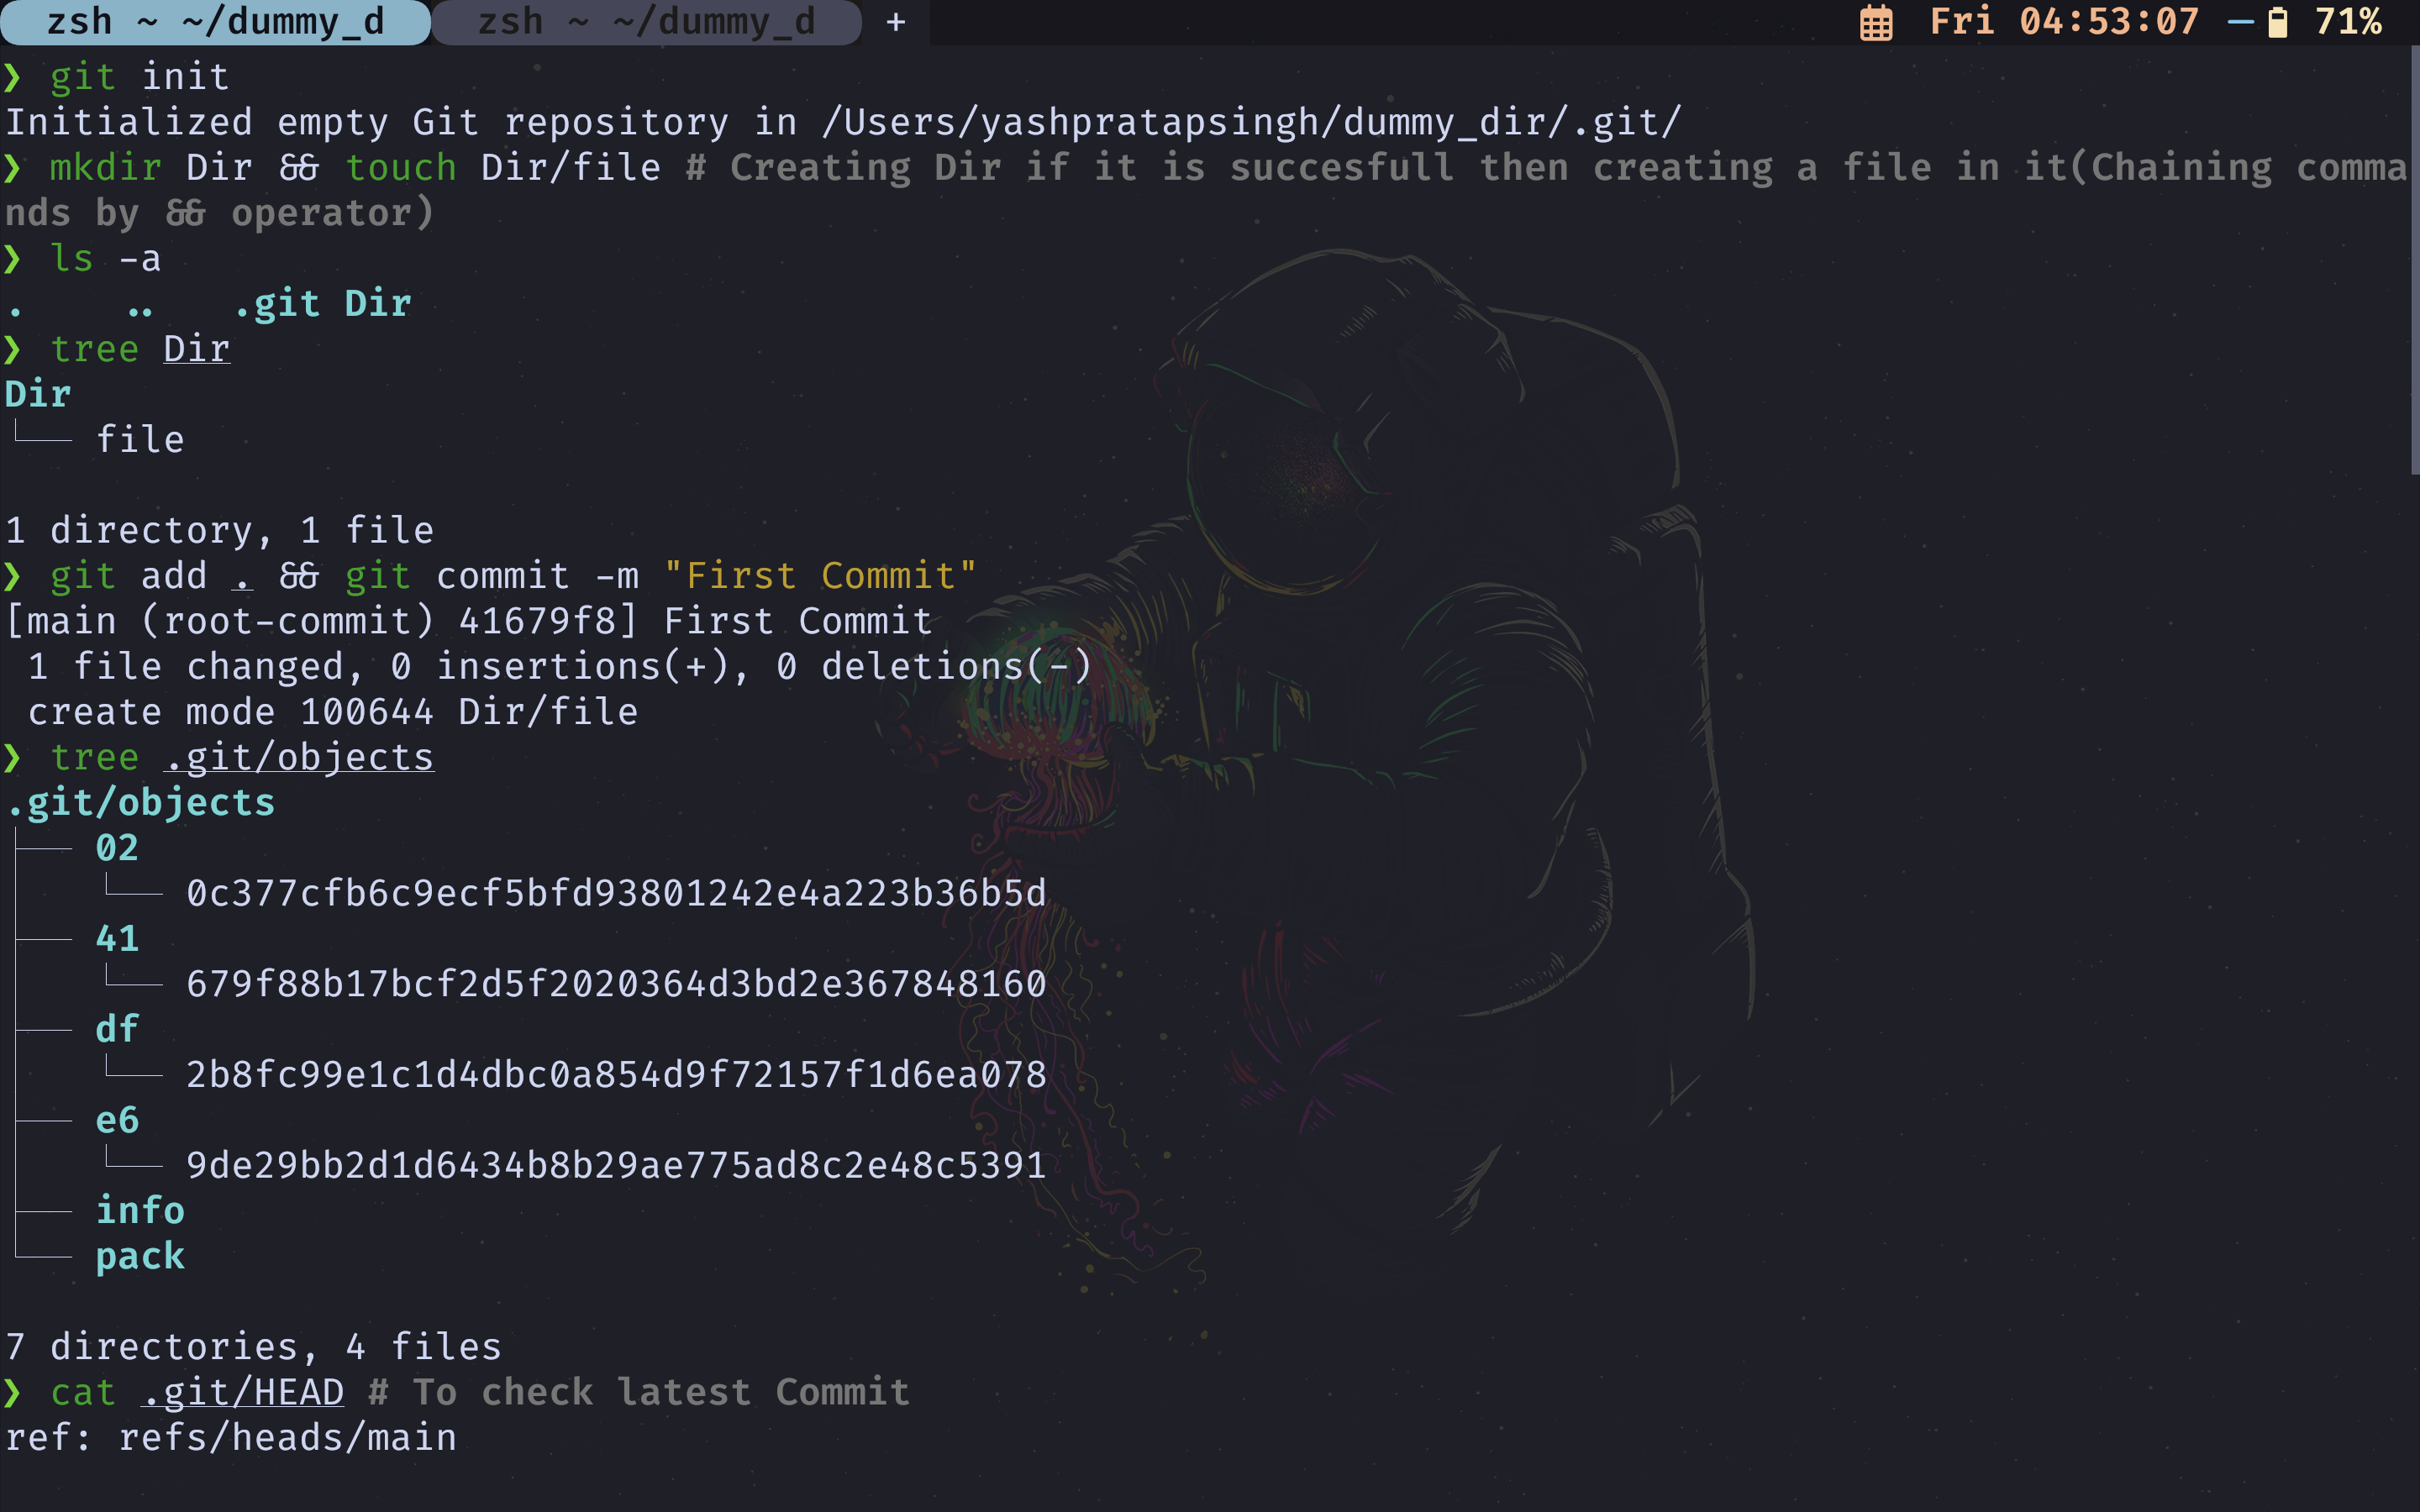 zsh ~ ~/dummy_d zsh ~ ~/dummy_d + Fri 04:53:07 71%
❯ git init
Initialized empty Git repository in /Users/yashpratapsingh/dummy_dir/.git/
❯ mkdir Dir && touch Dir/file # Creating Dir if it is succesfull then creating a file in it(Chaining comma
nds by && operator)
❯ ls -a
. .. .git Dir
❯ tree Dir
Dir
└── file
1 directory, 1 file
❯ git add . && git commit -m "First Commit"
[main (root-commit) 41679f8] First Commit
1 file changed, 0 insertions(+), 0 deletions(-)
create mode 100644 Dir/file
❯ tree .git/objects
.git/objects
├── 02
│   └── 0c377cfb6c9ecf5bfd93801242e4a223b36b5d
├── 41
│   └── 679f88b17bcf2d5f2020364d3bd2e367848160
├── df
│   └── 2b8fc99e1c1d4dbc0a854d9f72157f1d6ea078
├── e6
│   └── 9de29bb2d1d6434b8b29ae775ad8c2e48c5391
├── info
└── pack
7 directories, 4 files
❯ cat .git/HEAD # To check latest Commit
ref: refs/heads/main